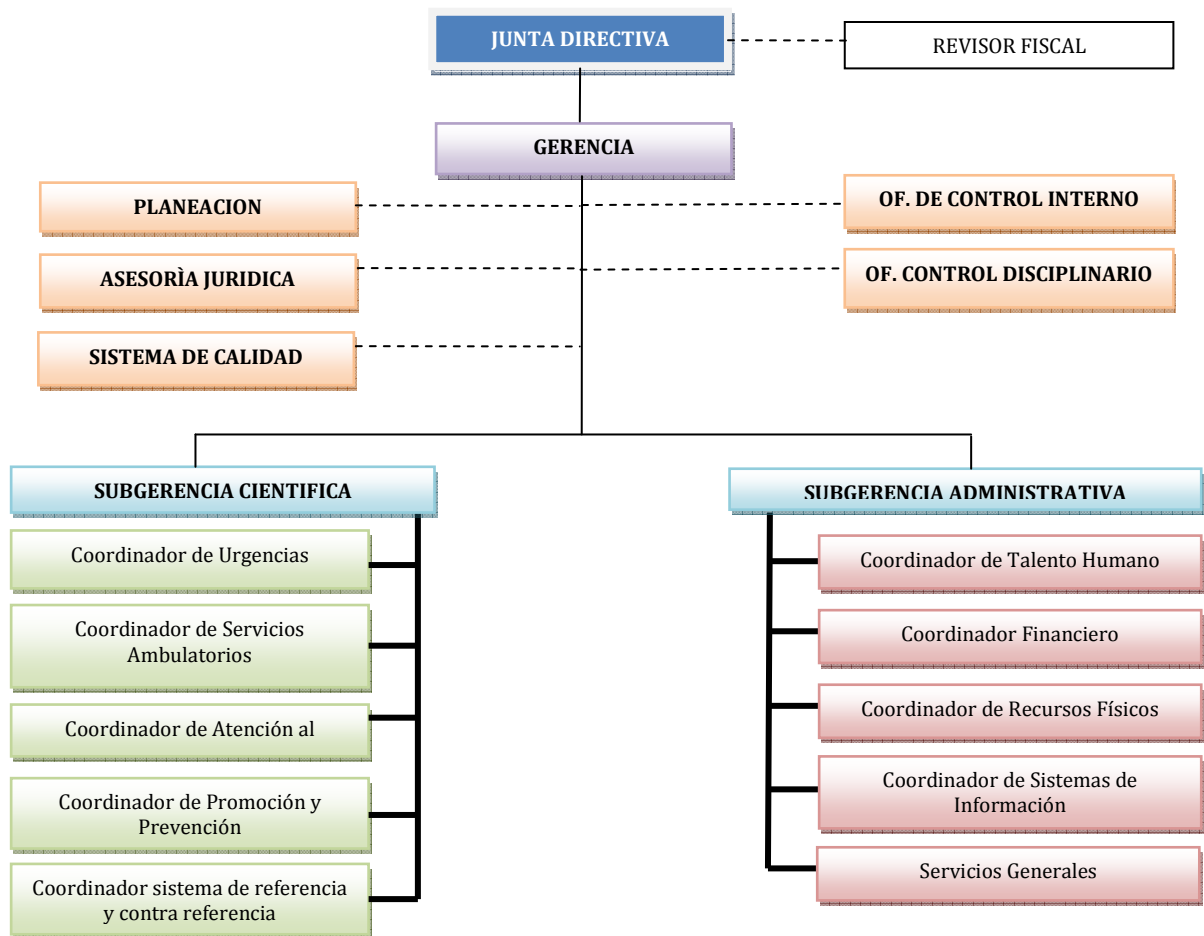 JUNTA DIRECTIVA
REVISOR FISCAL
GERENCIA
PLANEACION
OF. DE CONTROL INTERNO
ASESORÌA JURIDICA
OF. CONTROL DISCIPLINARIO
SISTEMA DE CALIDAD
SUBGERENCIA CIENTIFICA
SUBGERENCIA ADMINISTRATIVA
Coordinador de Urgencias
Coordinador de Servicios
Ambulatorios
Coordinador de Atención al
Coordinador de Promoción y
Prevención
Coordinador sistema de referencia
y contra referencia
Coordinador de Talento Humano
Coordinador Financiero
Coordinador de Recursos Físicos
Coordinador de Sistemas de
Información
Servicios Generales